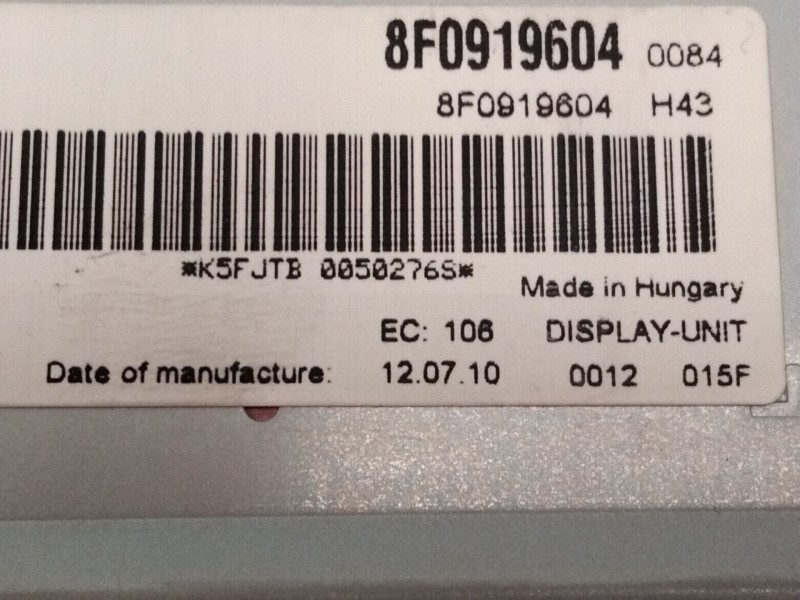 8F0919604 0084
8F0919604 H43
*K5FJTB 0050276S*
Made in Hungary
EC: 106 DISPLAY-UNIT
Date of manufacture: 12.07.10 0012 015F